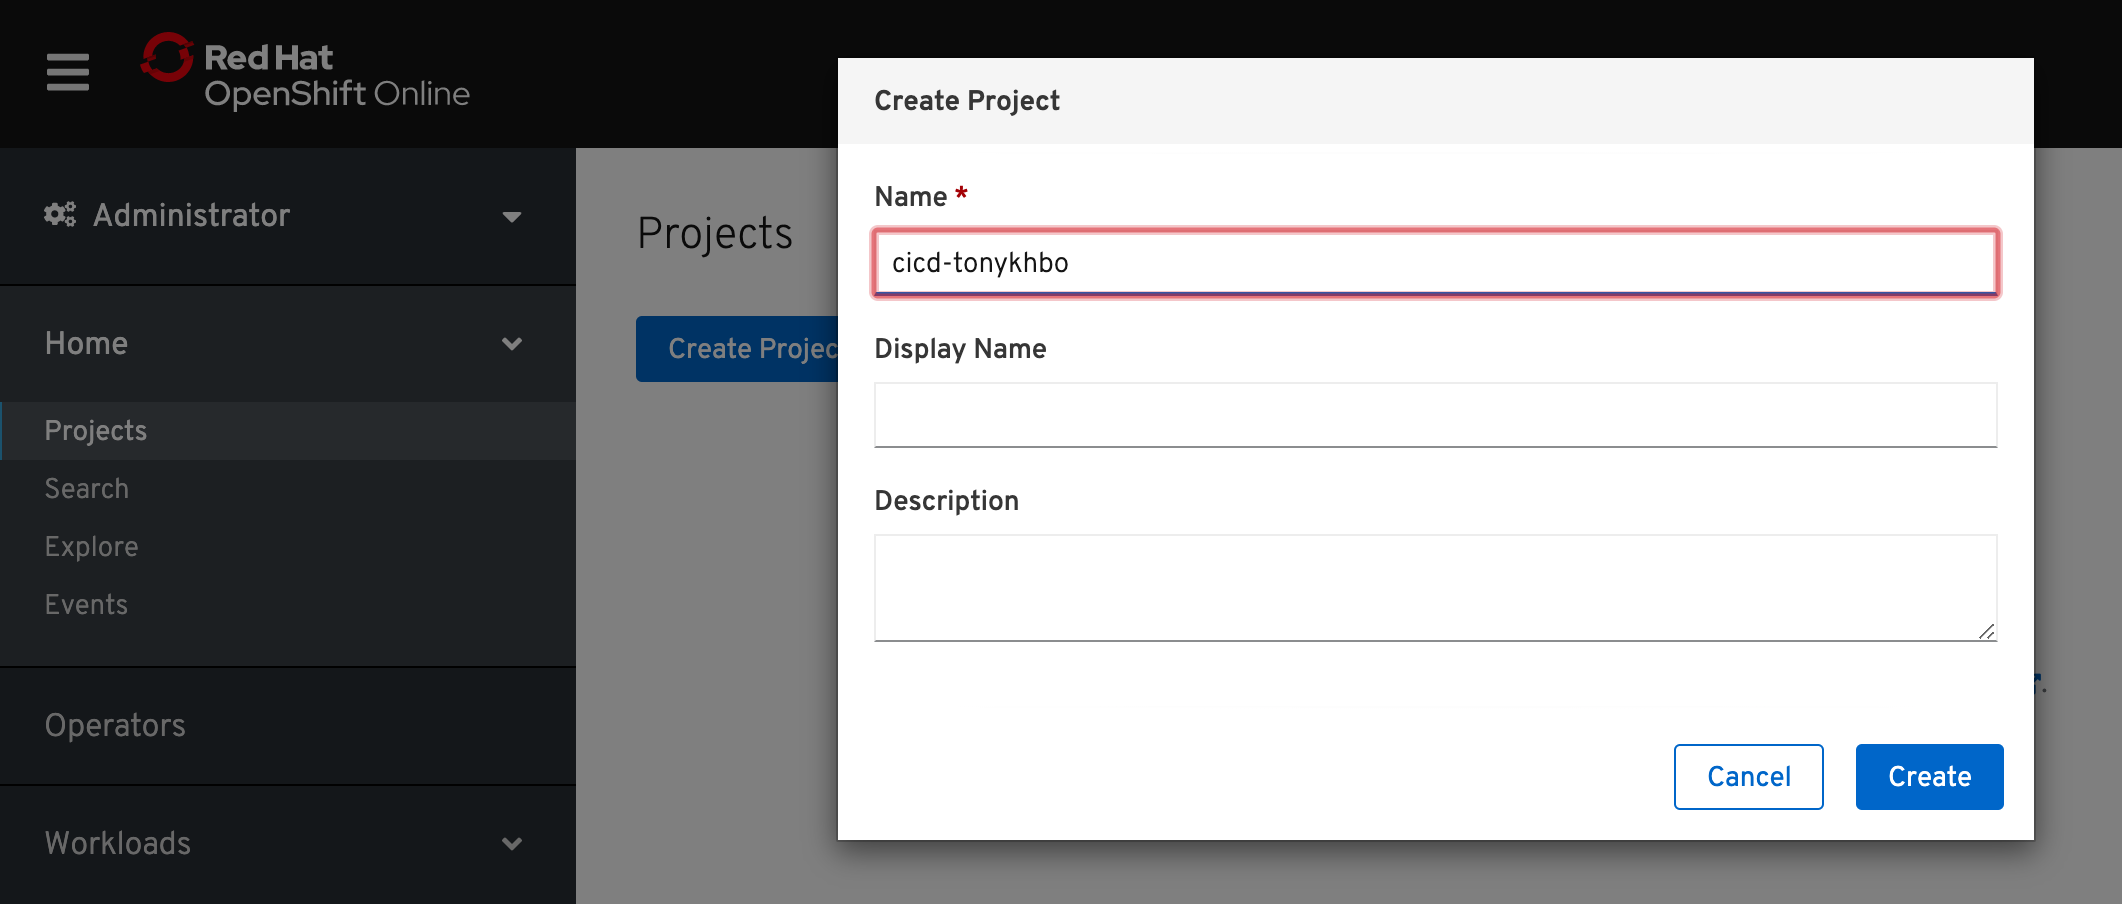 Red Hat
OpenShift Online
Administrator
Home
Projects
Search
Explore
Events
Operators
Workloads
Projects
Create Projec
Create Project
Name *
cicd-tonykhbo
Display Name
Description
Cancel
Create